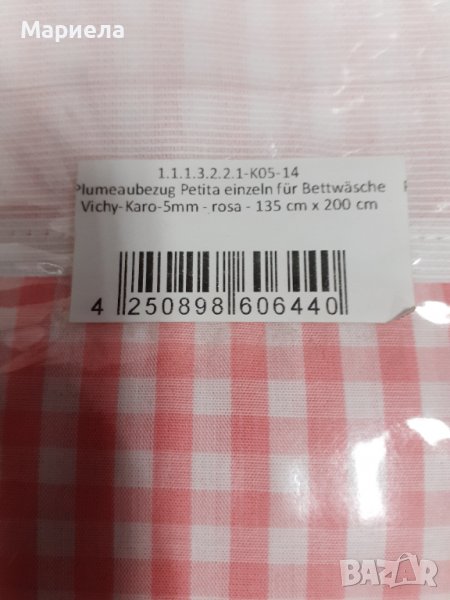 Мариела
1.1.1.3.2.2.1-K05-14
Plumeaubezug Petita einzeln für Bettwäsche
Vichy-Karo-5mm - rosa - 135 cm x 200 cm
4 250898 606440
BAZAR